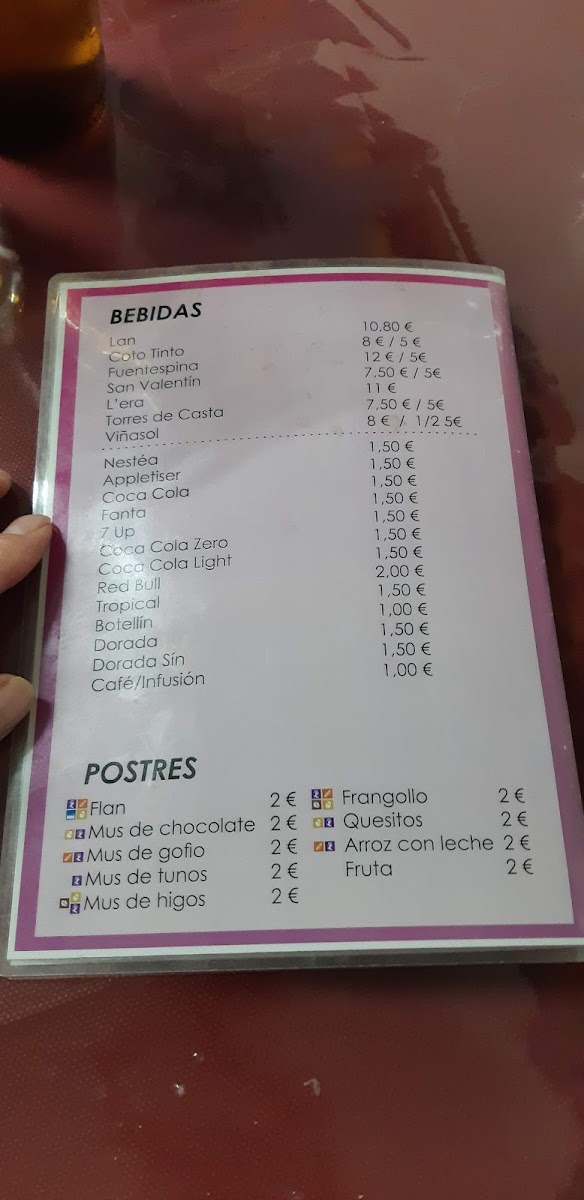 BEBIDAS
Lan 10,80 €
Coto Tinto 8 € / 5 €
Fuentespina 12 € / 5€
San Valentín 7,50 € / 5€
L'era 11 €
Torres de Casta 7,50 € / 5€
Viñasol 8 € / 1/2 5€
Nestéa 1,50 €
Appletiser 1,50 €
Coca Cola 1,50 €
Fanta 1,50 €
7 Up 1,50 €
Coca Cola Zero 1,50 €
Coca Cola Light 1,50 €
Red Bull 2,00 €
Tropical 1,50 €
Botellín 1,00 €
Dorada 1,50 €
Dorada Sín 1,50 €
Café/Infusión 1,00 €
POSTRES
Flan 2 €
Mus de chocolate 2 €
Mus de gofio 2 €
Mus de tunos 2 €
Mus de higos 2 €
Frangollo 2 €
Quesitos 2 €
Arroz con leche 2 €
Fruta 2 €